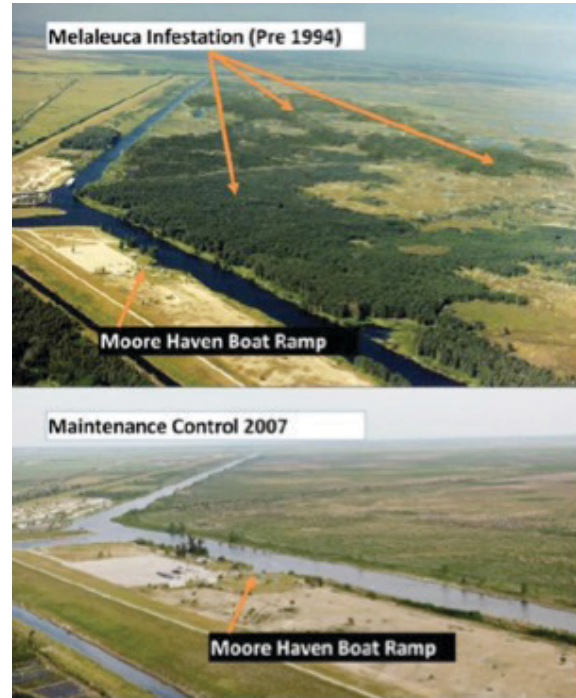 Melaleuca Infestation (Pre 1994)
Moore Haven Boat Ramp
Maintenance Control 2007
Moore Haven Boat Ramp